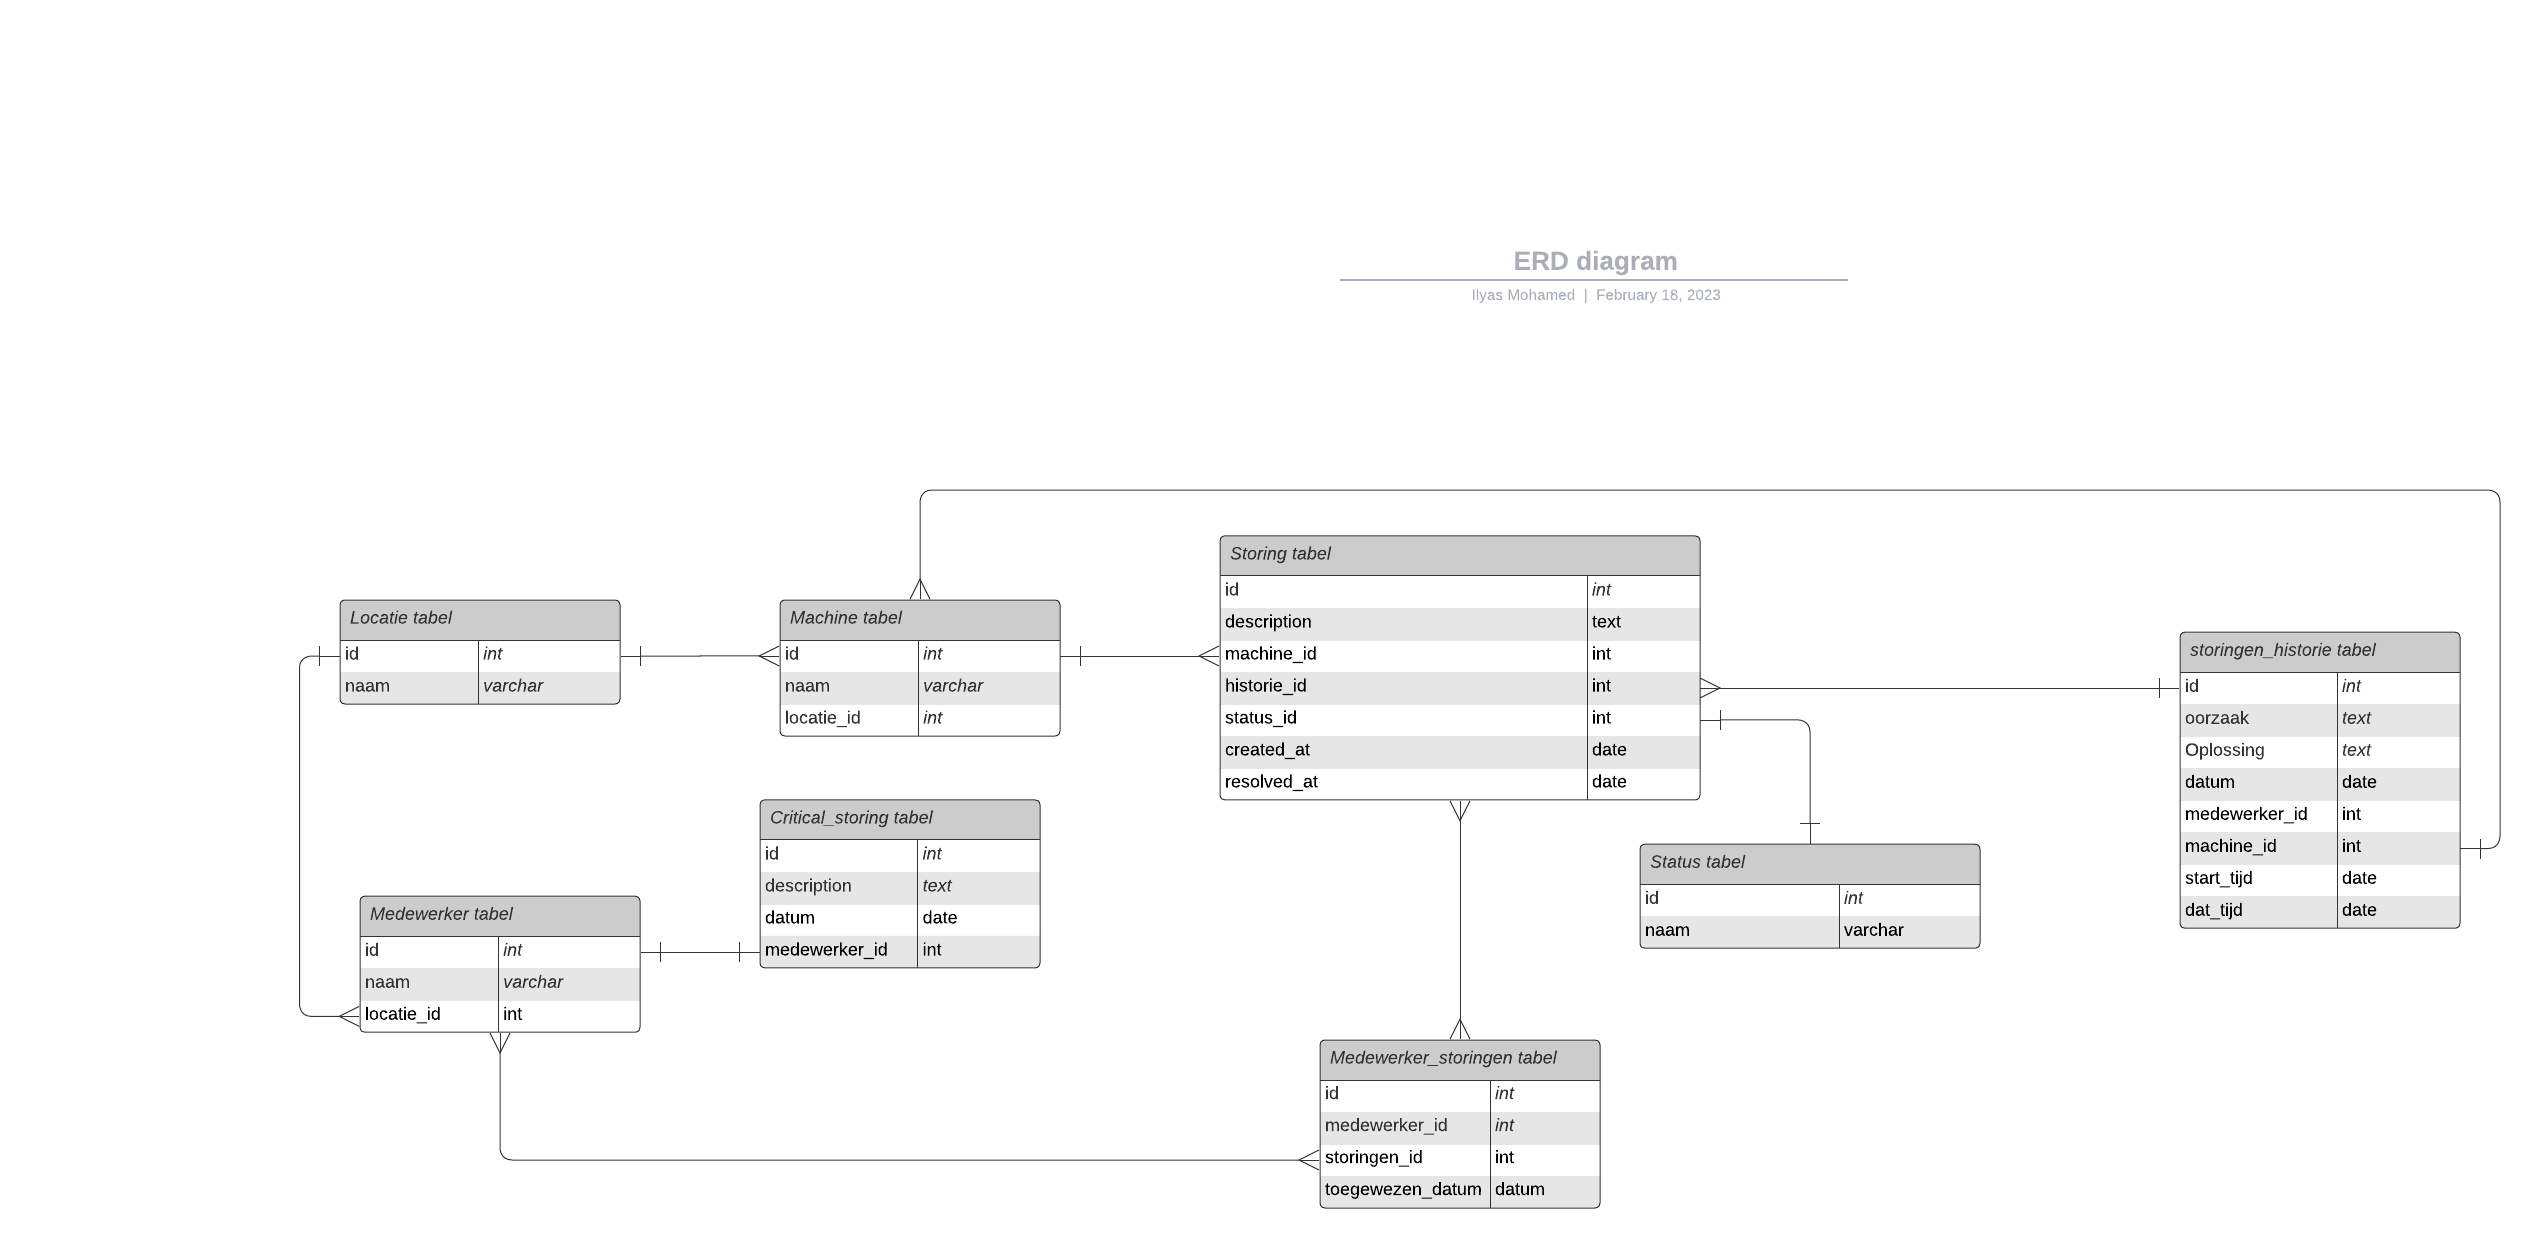 ERD diagram
Ilyas Mohamed | February 18, 2023
Locatie tabel
id int
naam varchar
Machine tabel
id int
naam varchar
locatie_id int
Storing tabel
id int
description text
machine_id int
historie_id int
status_id int
created_at date
resolved_at date
storingen_historie tabel
id int
oorzaak text
Oplossing text
datum date
medewerker_id int
machine_id int
start_tijd date
dat_tijd date
Critical_storing tabel
id int
description text
datum date
medewerker_id int
Medewerker tabel
id int
naam varchar
locatie_id int
Status tabel
id int
naam varchar
Medewerker_storingen tabel
id int
medewerker_id int
storingen_id int
toegewezen_datum datum